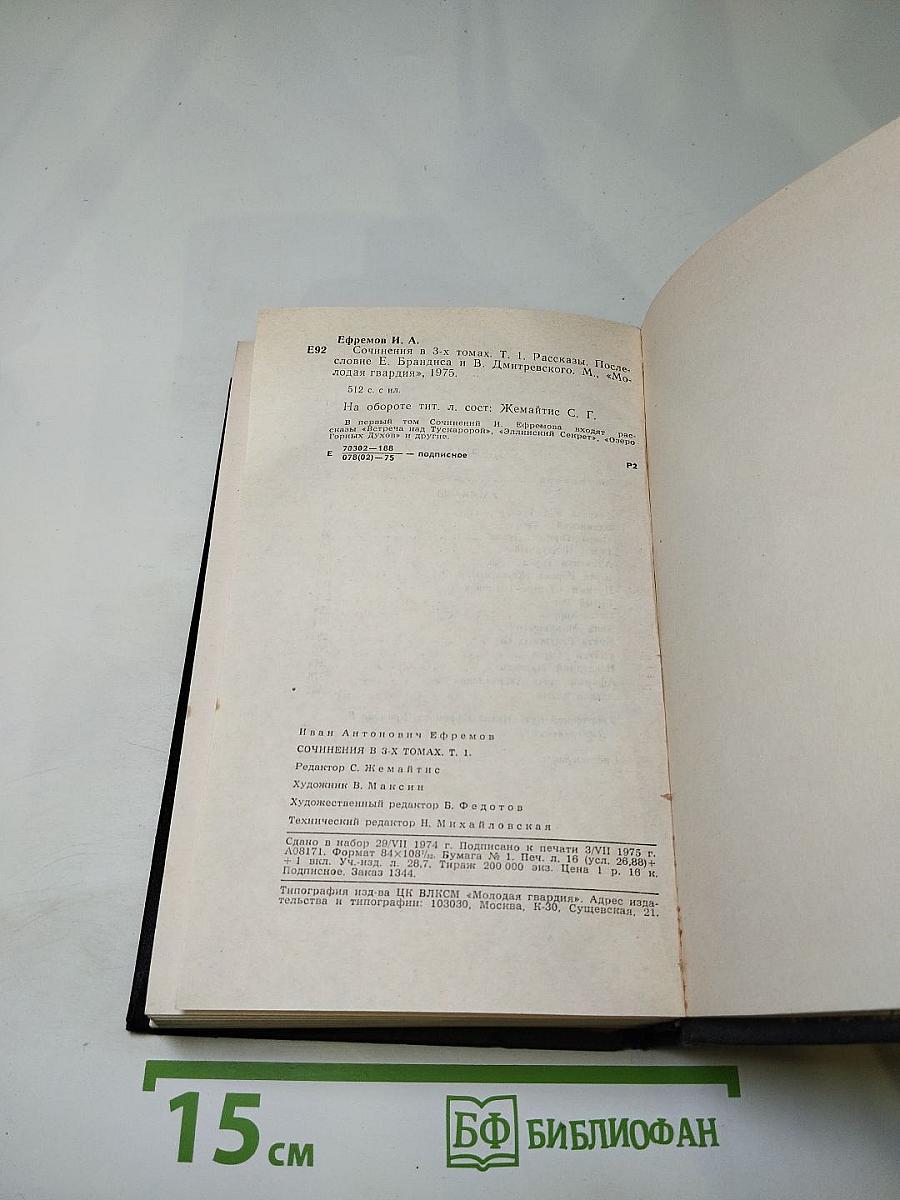 Ефремов И. А.
Е92 Сочинения в 3-х томах. Т. 1. Рассказы. После-
словие Е. Брандиса и В. Дмитревского. М., «Мо-
лодая гвардия», 1975.
512 с. с ил.
На обороте тит. л. сост: Жемайтис С. Г.
В первый том Сочинений И. Ефремова входят рас-
сказы «Встреча над Тускаророй», «Эллинский Секрет», «Озеро
Горных Духов» и другие.
Е 70302—188
078(02)—75 — подписное
Р2
Иван Антонович Ефремов
СОЧИНЕНИЯ В 3-Х ТОМАХ. Т. 1.
Редактор С. Жемайтис
Художник В. Максин
Художественный редактор Б. Федотов
Технический редактор Н. Михайловская
Сдано в набор 29/VII 1974 г. Подписано к печати 3/VII 1975 г.
А08171. Формат 84×108¹/₃₂. Бумага № 1. Печ. л. 16 (усл. 26,88)+
+1 вкл. Уч.-изд. л. 28,7. Тираж 200 000 экз. Цена 1 р. 16 к.
Подписное. Заказ 1344.
Типография изд-ва ЦК ВЛКСМ «Молодая гвардия». Адрес изда-
тельства и типографии: 103030, Москва, К-30, Сущевская, 21.
15 см
БФ БИБЛИОФАН